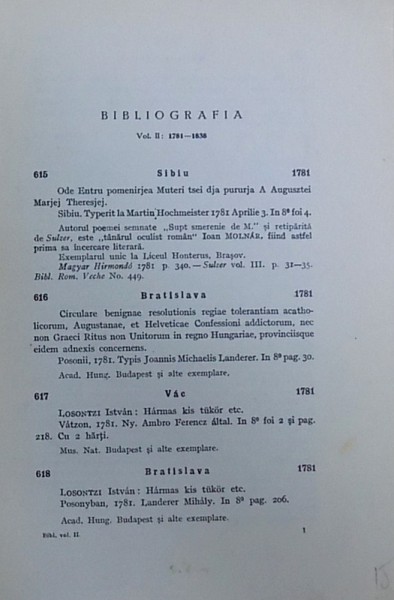 BIBLIOGRAFIA
Vol. II: 1781—1838
615 Sibiu 1781
Ode Entru pomenirjea Muteri tsei dja pururja A Augusztei
Marjej Theresjej.
Sibiu. Typerit la Martin Hochmeister 1781 Aprilie 3. In 8º foi 4.
Autorul poemei semnate „Supt smerenie de M." și retipărită
de Sulzer, este „tânărul oculist român" Ioan MOLNÁR, fiind astfel
prima sa încercare literară.
Exemplarul unic la Liceul Honterus, Brașov.
Magyar Hirmondó 1781 p. 340. — Sulzer vol. III. p. 31—35.
Bibl. Rom. Veche No. 449.
616 Bratislava 1781
Circulare benignae resolutionis regiae tolerantiam acatho-
licorum, Augustanae, et Helveticae Confessioni addictorum, nec
non Graeci Ritus non Unitorum in regno Hungariae, provinciisque
eidem adnexis concernens.
Posonii, 1781. Typis Joannis Michaelis Landerer. In 8º pag. 30.
Acad. Hung. Budapest și alte exemplare.
617 Vác 1781
LOSONTZI István: Hármas kis tükör etc.
Vátzon, 1781. Ny. Ambro Ferencz által. In 8º foi 2 și pag.
218. Cu 2 hărți.
Mus. Nat. Budapest și alte exemplare.
618 Bratislava 1781
LOSONTZI István: Hármas kis tükör etc.
Posonyban, 1781. Landerer Mihály. In 8º pag. 206.
Acad. Hung. Budapest și alte exemplare.
Bibl. vol. II. 1